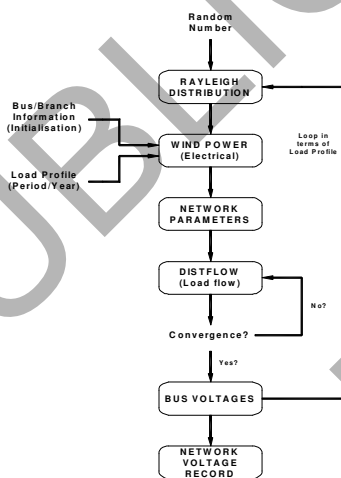 Random
Number
RAYLEIGH
DISTRIBUTION
Bus/Branch
Information
(Initialisation)
Loop in
terms of
Load Profile
WIND POWER
(Electrical)
Load Profile
(Period/Year)
NETWORK
PARAMETERS
DISTFLOW
(Load flow)
No?
Convergence?
Yes?
BUS VOLTAGES
NETWORK
VOLTAGE
RECORD